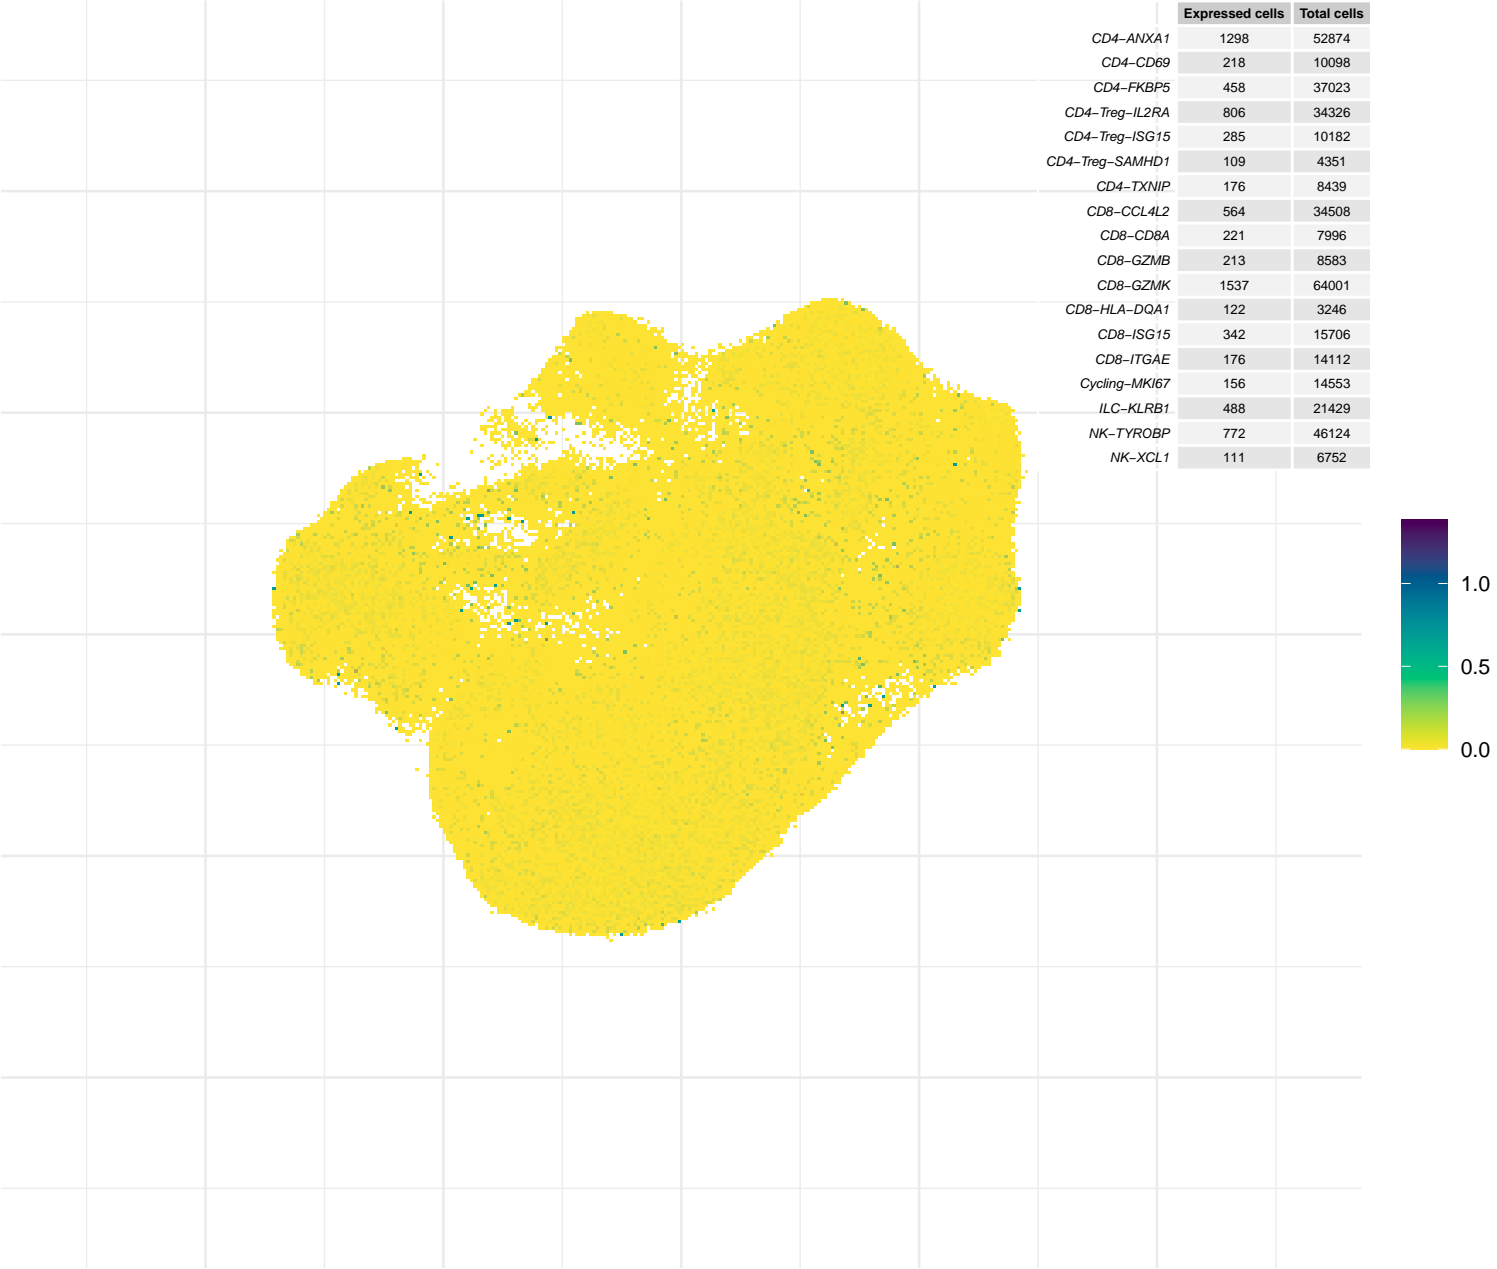 Expressed cells Total cells
CD4−ANXA1 1298 52874
CD4−CD69 218 10098
CD4−FKBP5 458 37023
CD4−Treg−IL2RA 806 34326
CD4−Treg−ISG15 285 10182
CD4−Treg−SAMHD1 109 4351
CD4−TXNIP 176 8439
CD8−CCL4L2 564 34508
CD8−CD8A 221 7996
CD8−GZMB 213 8583
CD8−GZMK 1537 64001
CD8−HLA−DQA1 122 3246
CD8−ISG15 342 15706
CD8−ITGAE 176 14112
Cycling−MKI67 156 14553
ILC−KLRB1 488 21429
NK−TYROBP 772 46124
NK−XCL1 111 6752
1.0
0.5
0.0